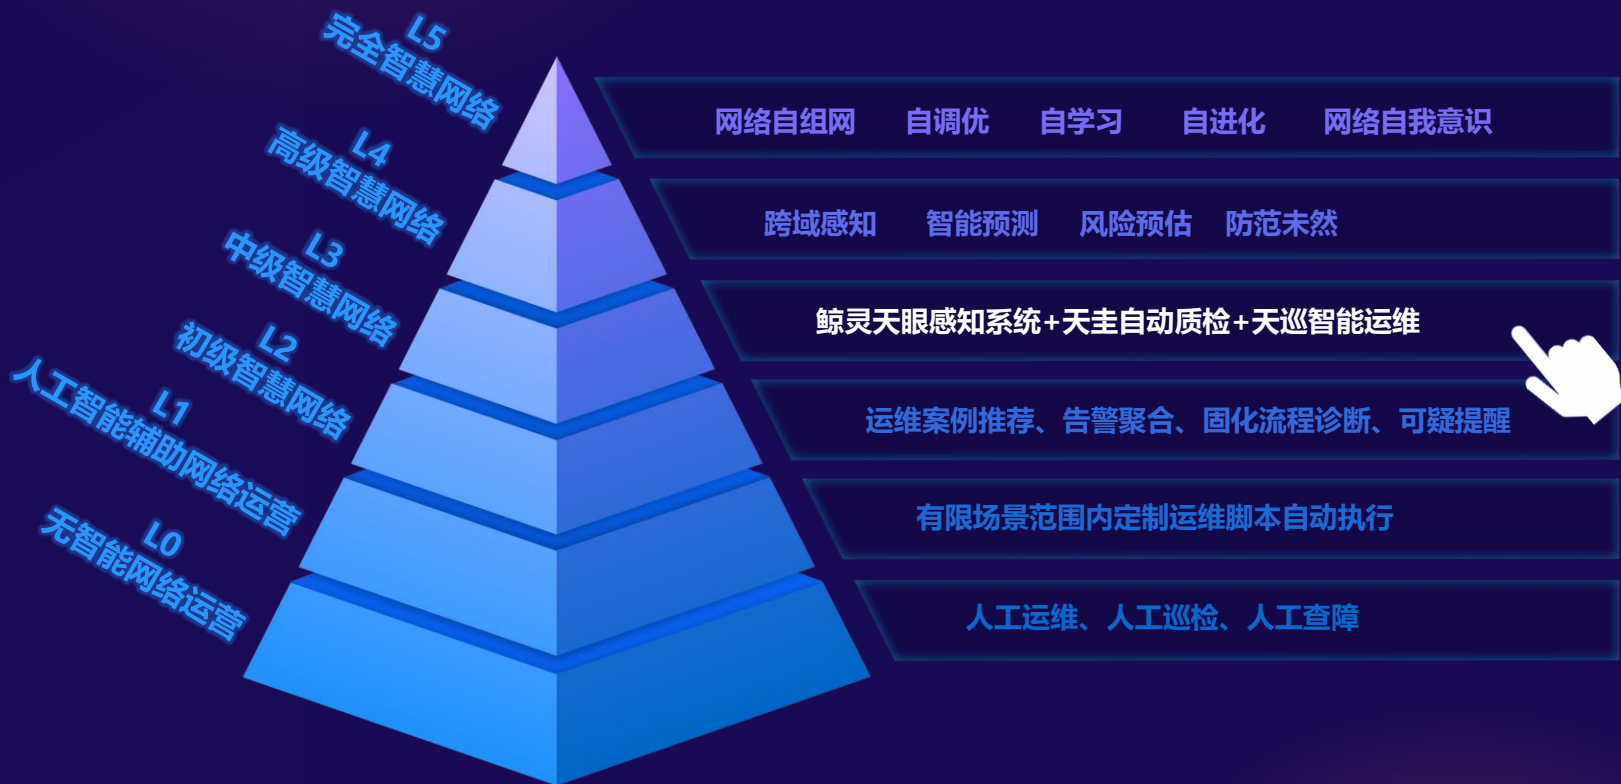 L5
完全智慧网络
网络自组网 自调优 自学习 自进化 网络自我意识
L4
高级智慧网络
跨域感知 智能预测 风险预估 防范未然
L3
中级智慧网络
鲸灵天眼感知系统+天圭自动质检+天巡智能运维
L2
初级智慧网络
运维案例推荐、告警聚合、固化流程诊断、可疑提醒
L1
人工智能辅助网络运营
有限场景范围内定制运维脚本自动执行
L0
无智能网络运营
人工运维、人工巡检、人工查障